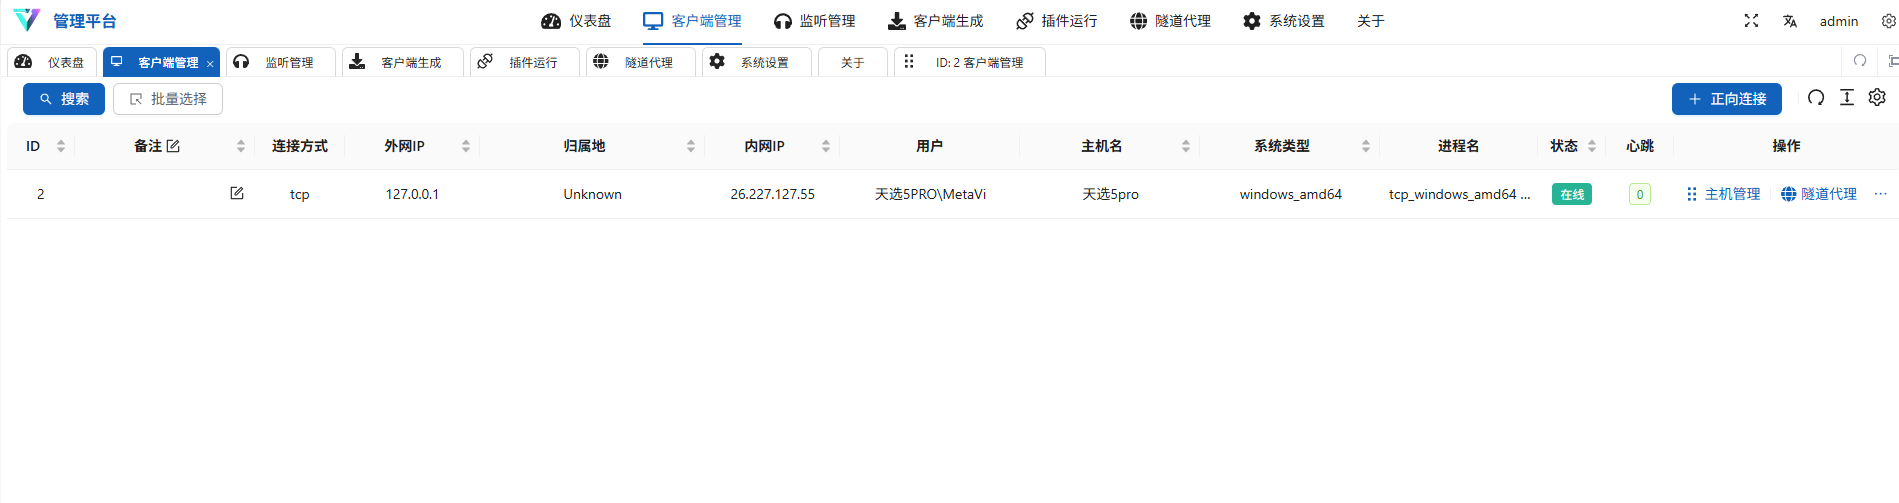 管理平台 仪表盘 客户端管理 监听管理 客户端生成 插件运行 隧道代理 系统设置 关于 admin
仪表盘 客户端管理 × 监听管理 客户端生成 插件运行 隧道代理 系统设置 关于 ID: 2 客户端管理
搜索 批量选择 + 正向连接
ID 备注 连接方式 外网IP 归属地 内网IP 用户 主机名 系统类型 进程名 状态 心跳 操作
2 tcp 127.0.0.1 Unknown 26.227.127.55 天选5PRO\MetaVi 天选5pro windows_amd64 tcp_windows_amd64 ... 在线 0 主机管理 隧道代理 ···